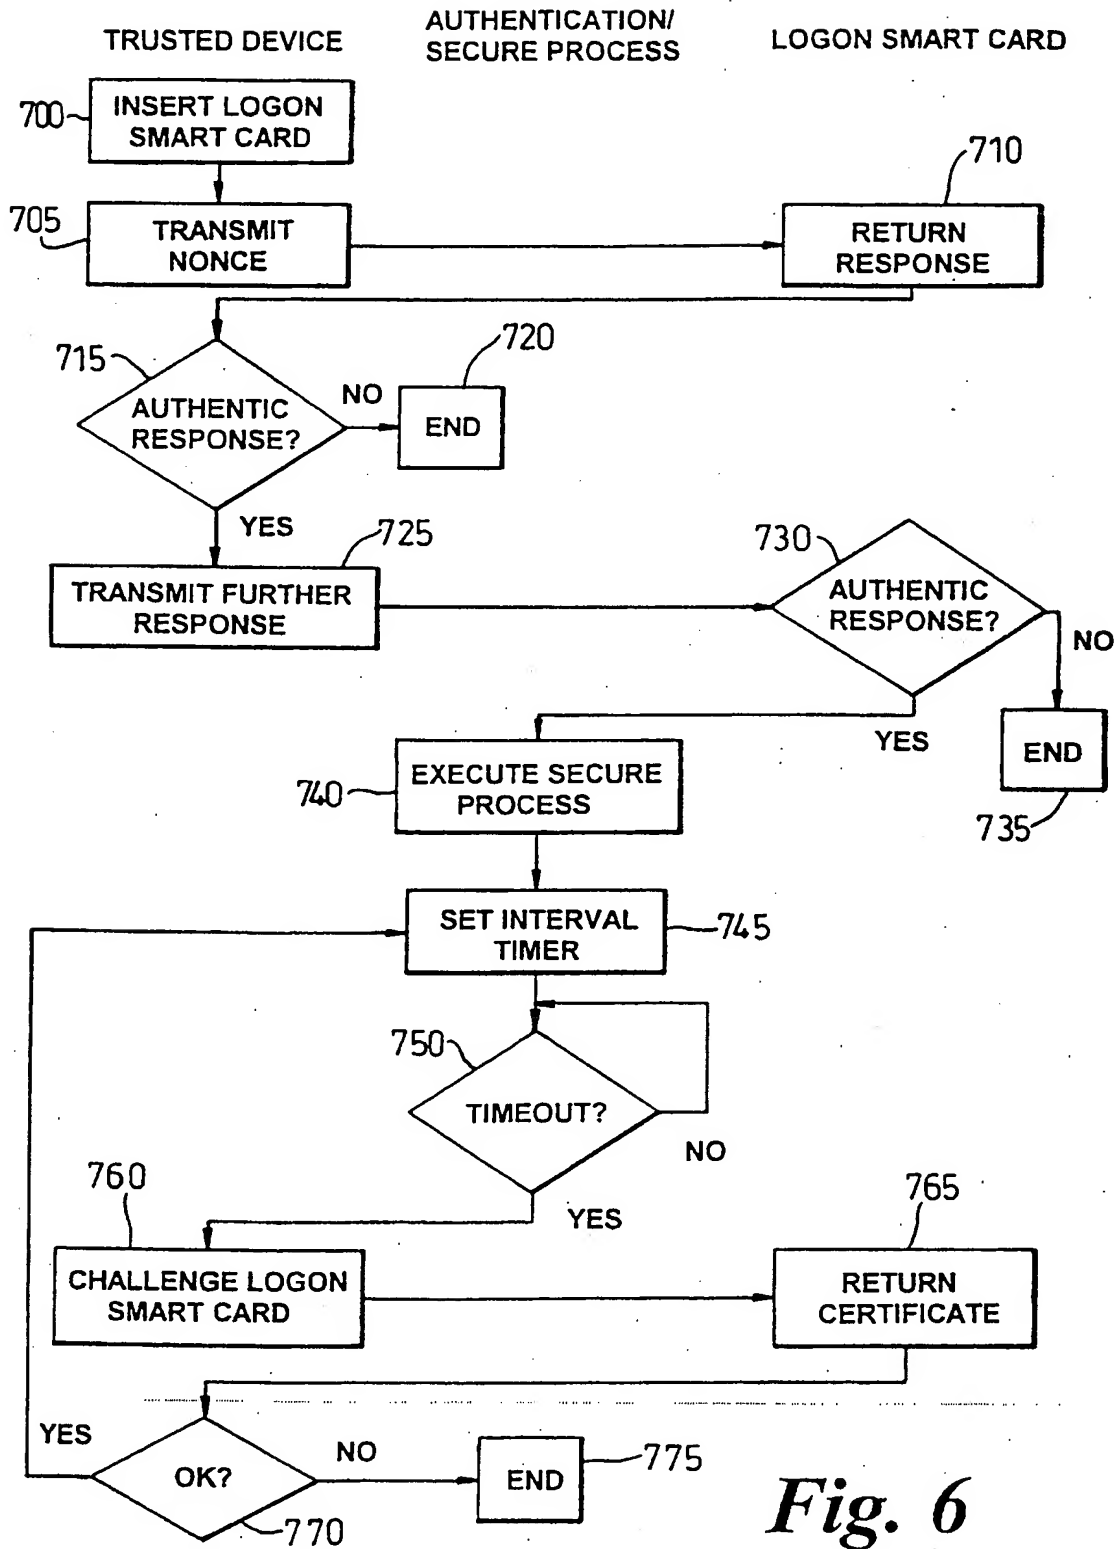 TRUSTED DEVICE
AUTHENTICATION/
SECURE PROCESS
LOGON SMART CARD
700
INSERT LOGON
SMART CARD
705
TRANSMIT
NONCE
710
RETURN
RESPONSE
715
AUTHENTIC
RESPONSE?
NO
720
END
YES
725
TRANSMIT FURTHER
RESPONSE
730
AUTHENTIC
RESPONSE?
NO
YES
END
735
740
EXECUTE SECURE
PROCESS
SET INTERVAL
TIMER
745
750
TIMEOUT?
NO
YES
760
CHALLENGE LOGON
SMART CARD
765
RETURN
CERTIFICATE
YES
OK?
NO
770
END
775
Fig. 6